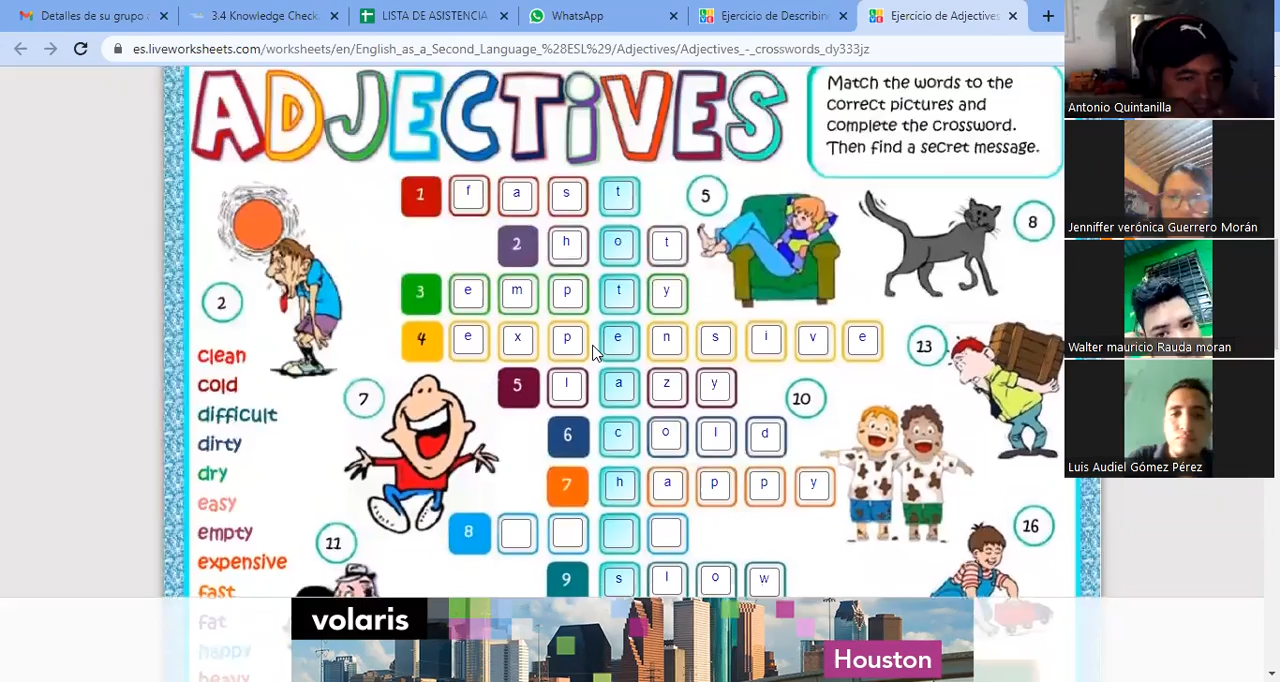 Detalles de su grupo
3.4 Knowledge Check
LISTA DE ASISTENCIA
WhatsApp
Ejercicio de Describin
Ejercicio de Adjectives
es.liveworksheets.com/worksheets/en/English_as_a_Second_Language_%28ESL%29/Adjectives/Adjectives_-_crosswords_dy333jz
ADJECTiVES
Match the words to the
correct pictures and
complete the crossword.
Then find a secret message.
1 f a s t
5
8
2 h o t
2
3 e m p t y
4 e x p e n s i v e
13
clean
cold
difficult
dirty
dry
easy
empty
expensive
fast
fat
happy
heavy
7
5 l a z y
10
6 c o l d
7 h a p p y
11
8
16
9 s l o w
volaris
Houston
Antonio Quintanilla
Jenniffer verónica Guerrero Morán
Walter mauricio Rauda moran
Luis Audiel Gómez Pérez